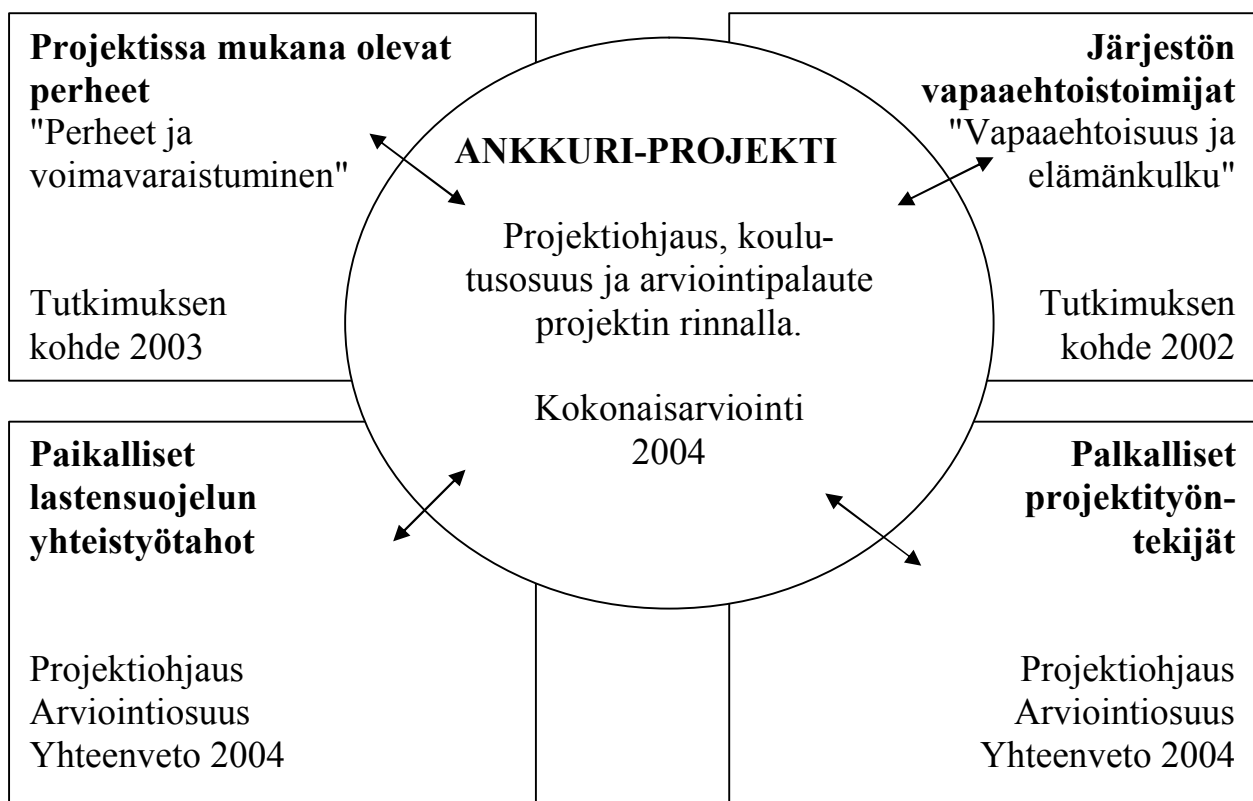 Projektissa mukana olevat
perheet
"Perheet ja
voimavaraistuminen"
Tutkimuksen
kohde 2003
Järjestön
vapaaehtoistoimijat
"Vapaaehtoisuus ja
elämänkulku"
Tutkimuksen
kohde 2002
ANKKURI-PROJEKTI
Projektiohjaus, koulu-
tusosuus ja arviointipalaute
projektin rinnalla.
Kokonaisarviointi
2004
Paikalliset
lastensuojelun
yhteistyötahot
Projektiohjaus
Arviointiosuus
Yhteenveto 2004
Palkalliset
projektityön-
tekijät
Projektiohjaus
Arviointiosuus
Yhteenveto 2004